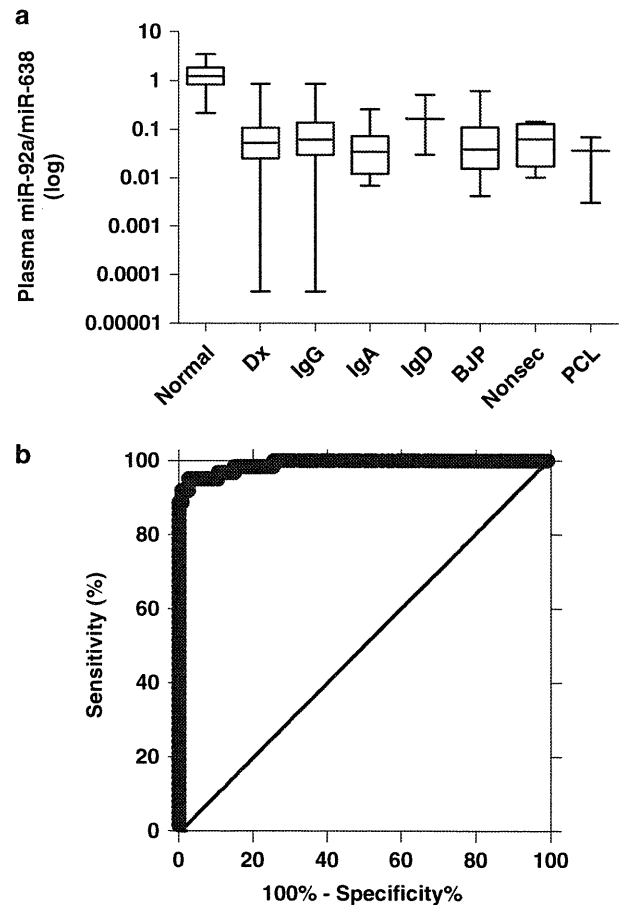 a
Plasma miR-92a/miR-638
(log)
10
1
0.1
0.01
0.001
0.0001
0.00001
Normal
Dx
IgG
IgA
IgD
BJP
Nonsec
PCL
b
Sensitivity (%)
100
80
60
40
20
0
0
20
40
60
80
100
100% - Specificity%